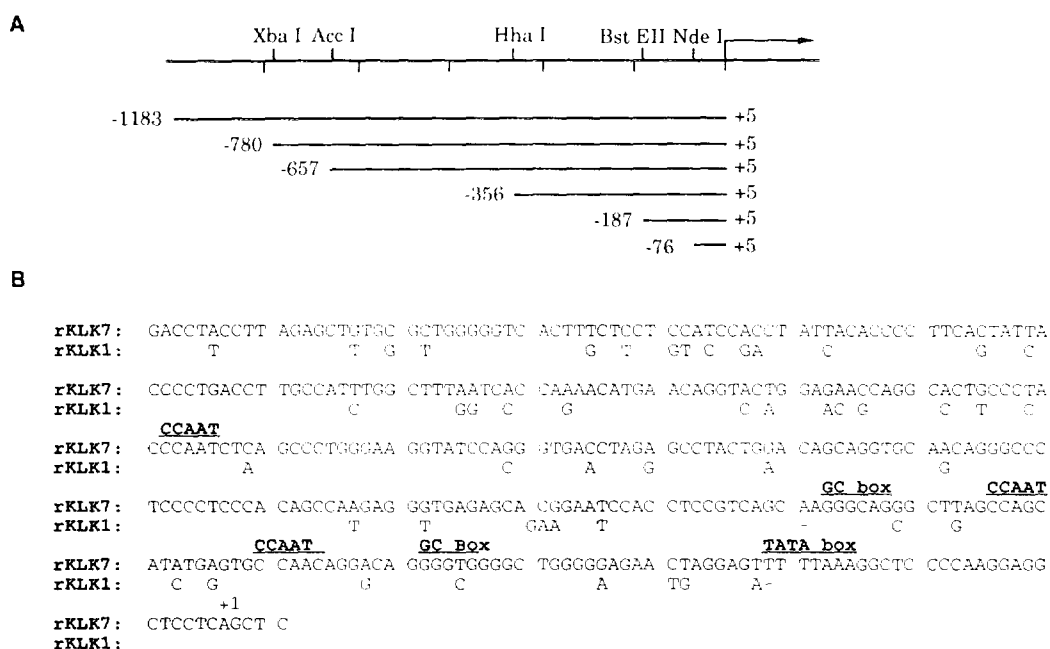 A
Xba I Acc I Hha I Bst EII Nde I
-1183 +5
-780 +5
-657 +5
-356 +5
-187 +5
-76 +5
B
rKLK7: GACCTACCTT AGAGCTGTGC GCTGGGGGTC ACTTTCTCCT CCATCCACCT ATTACACCCC TTCACTATTA
rKLK1: T T G T G T GT C GA C G C
rKLK7: CCCCTGACCT TGCCATTTGG CTTTAATCAC CAAAACATGA ACAGGTACTG GAGAACCAGG CACTGCCCTA
rKLK1: C GG C G C A AC G C T C
CCAAT
rKLK7: CCCAATCTCA GCCCTGGGAA GGTATCCAGG GTGACCTAGA GCCTACTGGA CAGCAGGTGC AACAGGGCCC
rKLK1: A C A G A G
GC box CCAAT
rKLK7: TCCCCTCCCA CAGCCAAGAG GGTGAGAGCA CGGAATCCAC CTCCGTCAGC AAGGGCAGGG CTTAGCCAGC
rKLK1: T T GAA T - C G
CCAAT GC Box TATA box
rKLK7: ATATGAGTGC CAACAGGACA GGGGTGGGGC TGGGGGAGAA CTAGGAGTTT TTAAAGGCTC CCCAAGGAGG
rKLK1: C G G C A TG A-
+1
rKLK7: CTCCTCAGCT C
rKLK1: